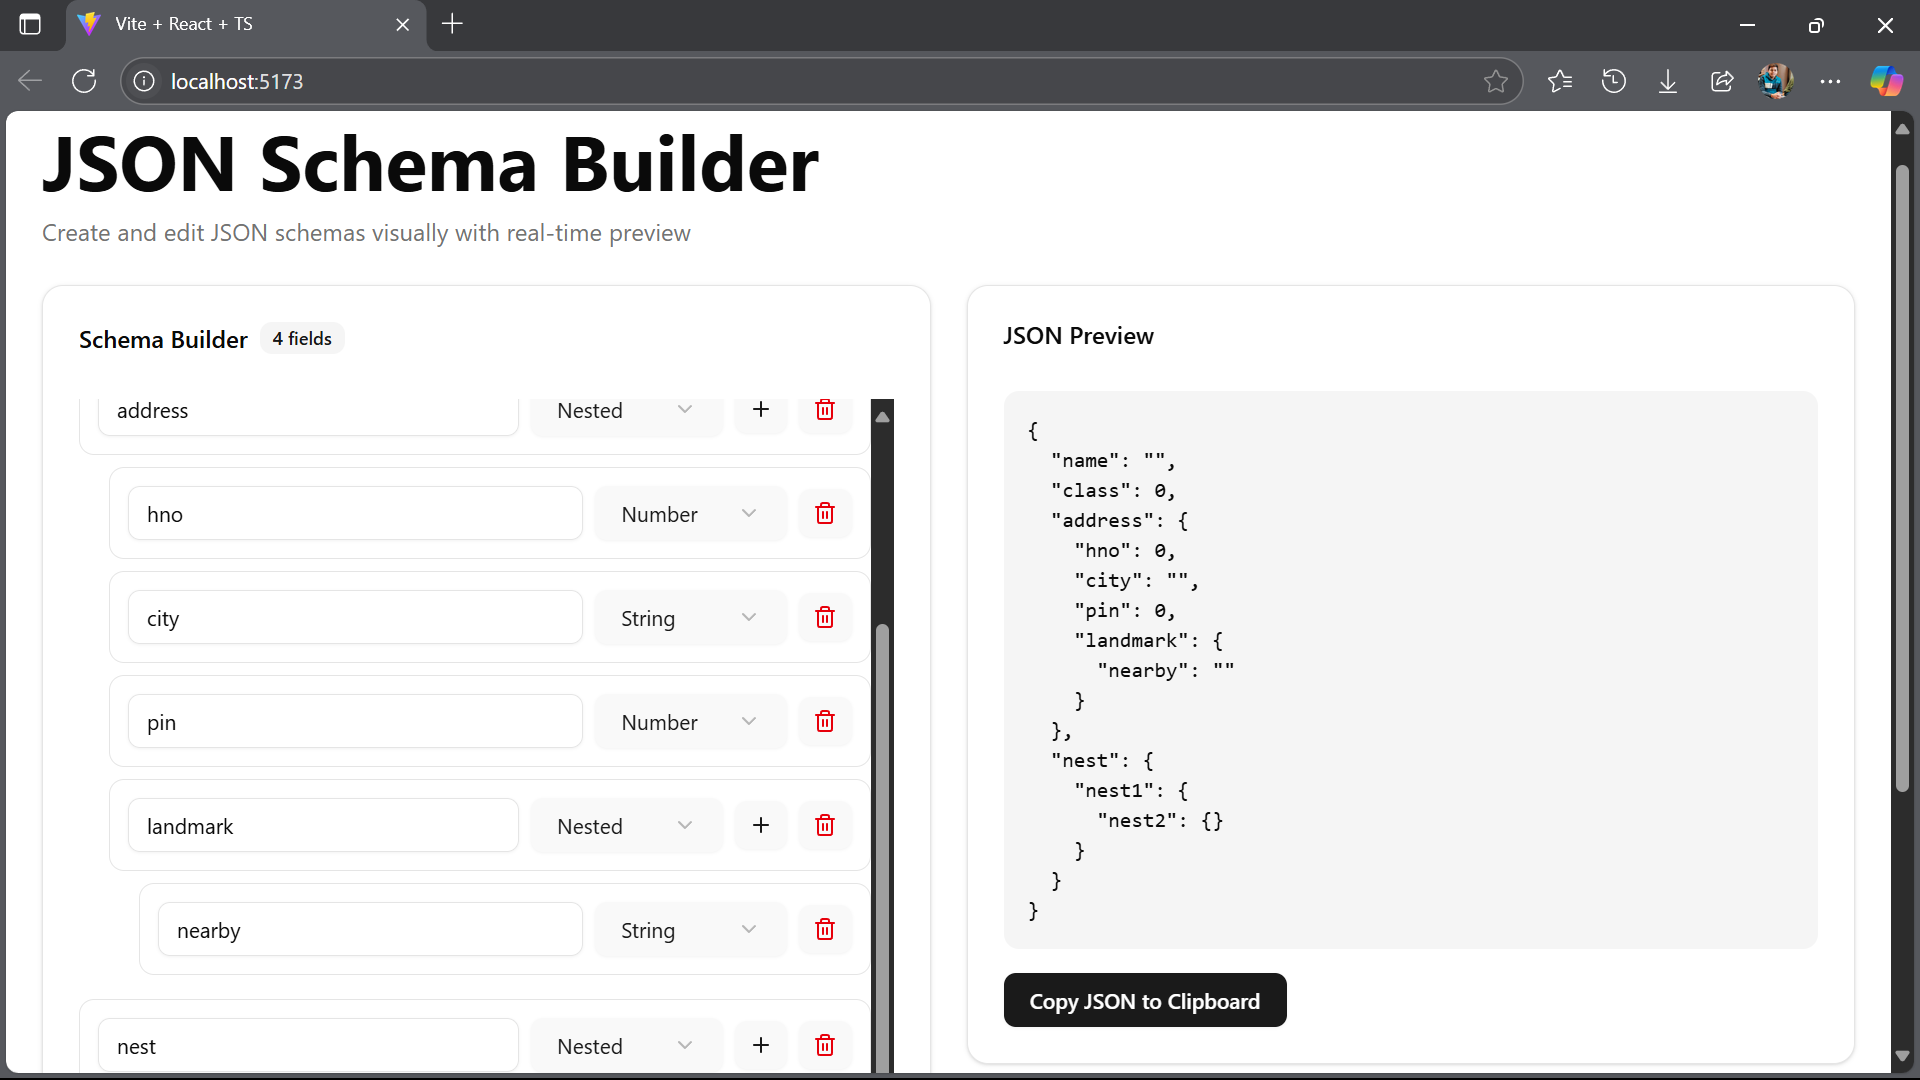 Vite + React + TS
localhost:5173
JSON Schema Builder
Create and edit JSON schemas visually with real-time preview
Schema Builder 4 fields
address Nested
hno Number
city String
pin Number
landmark Nested
nearby String
nest Nested
JSON Preview
{
  "name": "",
  "class": 0,
  "address": {
    "hno": 0,
    "city": "",
    "pin": 0,
    "landmark": {
      "nearby": ""
    }
  },
  "nest": {
    "nest1": {
      "nest2": {}
    }
  }
}
Copy JSON to Clipboard